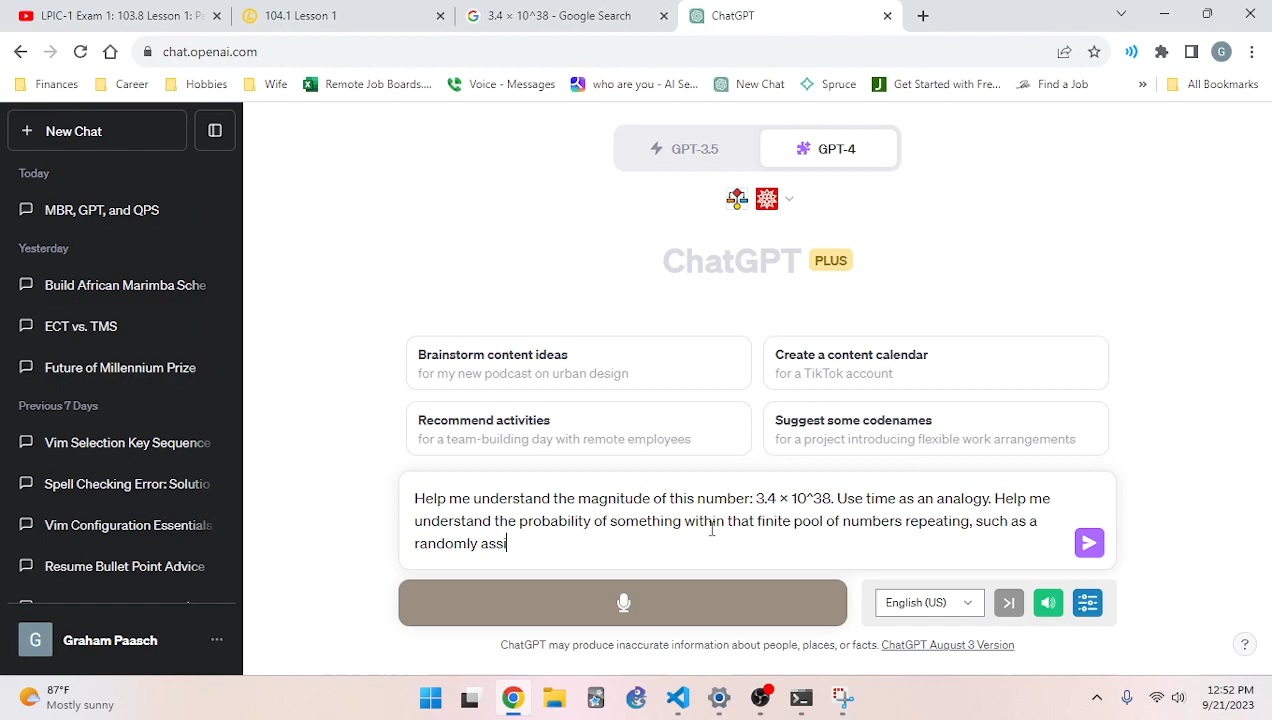 LPIC-1 Exam 1: 103.8 Lesson 1: Pa
104.1 Lesson 1
3.4 × 10^38 - Google Search
ChatGPT
chat.openai.com
G
Finances
Career
Hobbies
Wife
Remote Job Boards....
Voice - Messages
who are you - AI Se...
New Chat
Spruce
Get Started with Fre...
Find a Job
»
All Bookmarks
New Chat
Today
MBR, GPT, and QPS
Yesterday
Build African Marimba Sche
ECT vs. TMS
Future of Millennium Prize
Previous 7 Days
Vim Selection Key Sequence
Spell Checking Error: Solutio
Vim Configuration Essentials
Resume Bullet Point Advice
G
Graham Paasch
...
GPT-3.5
GPT-4
ChatGPT PLUS
Brainstorm content ideas
for my new podcast on urban design
Create a content calendar
for a TikTok account
Recommend activities
for a team-building day with remote employees
Suggest some codenames
for a project introducing flexible work arrangements
Help me understand the magnitude of this number: 3.4 × 10^38. Use time as an analogy. Help me
understand the probability of something within that finite pool of numbers repeating, such as a
randomly assi
English (US)
ChatGPT may produce inaccurate information about people, places, or facts. ChatGPT August 3 Version
?
87°F
Mostly sunny
12:52 PM
9/21/2023